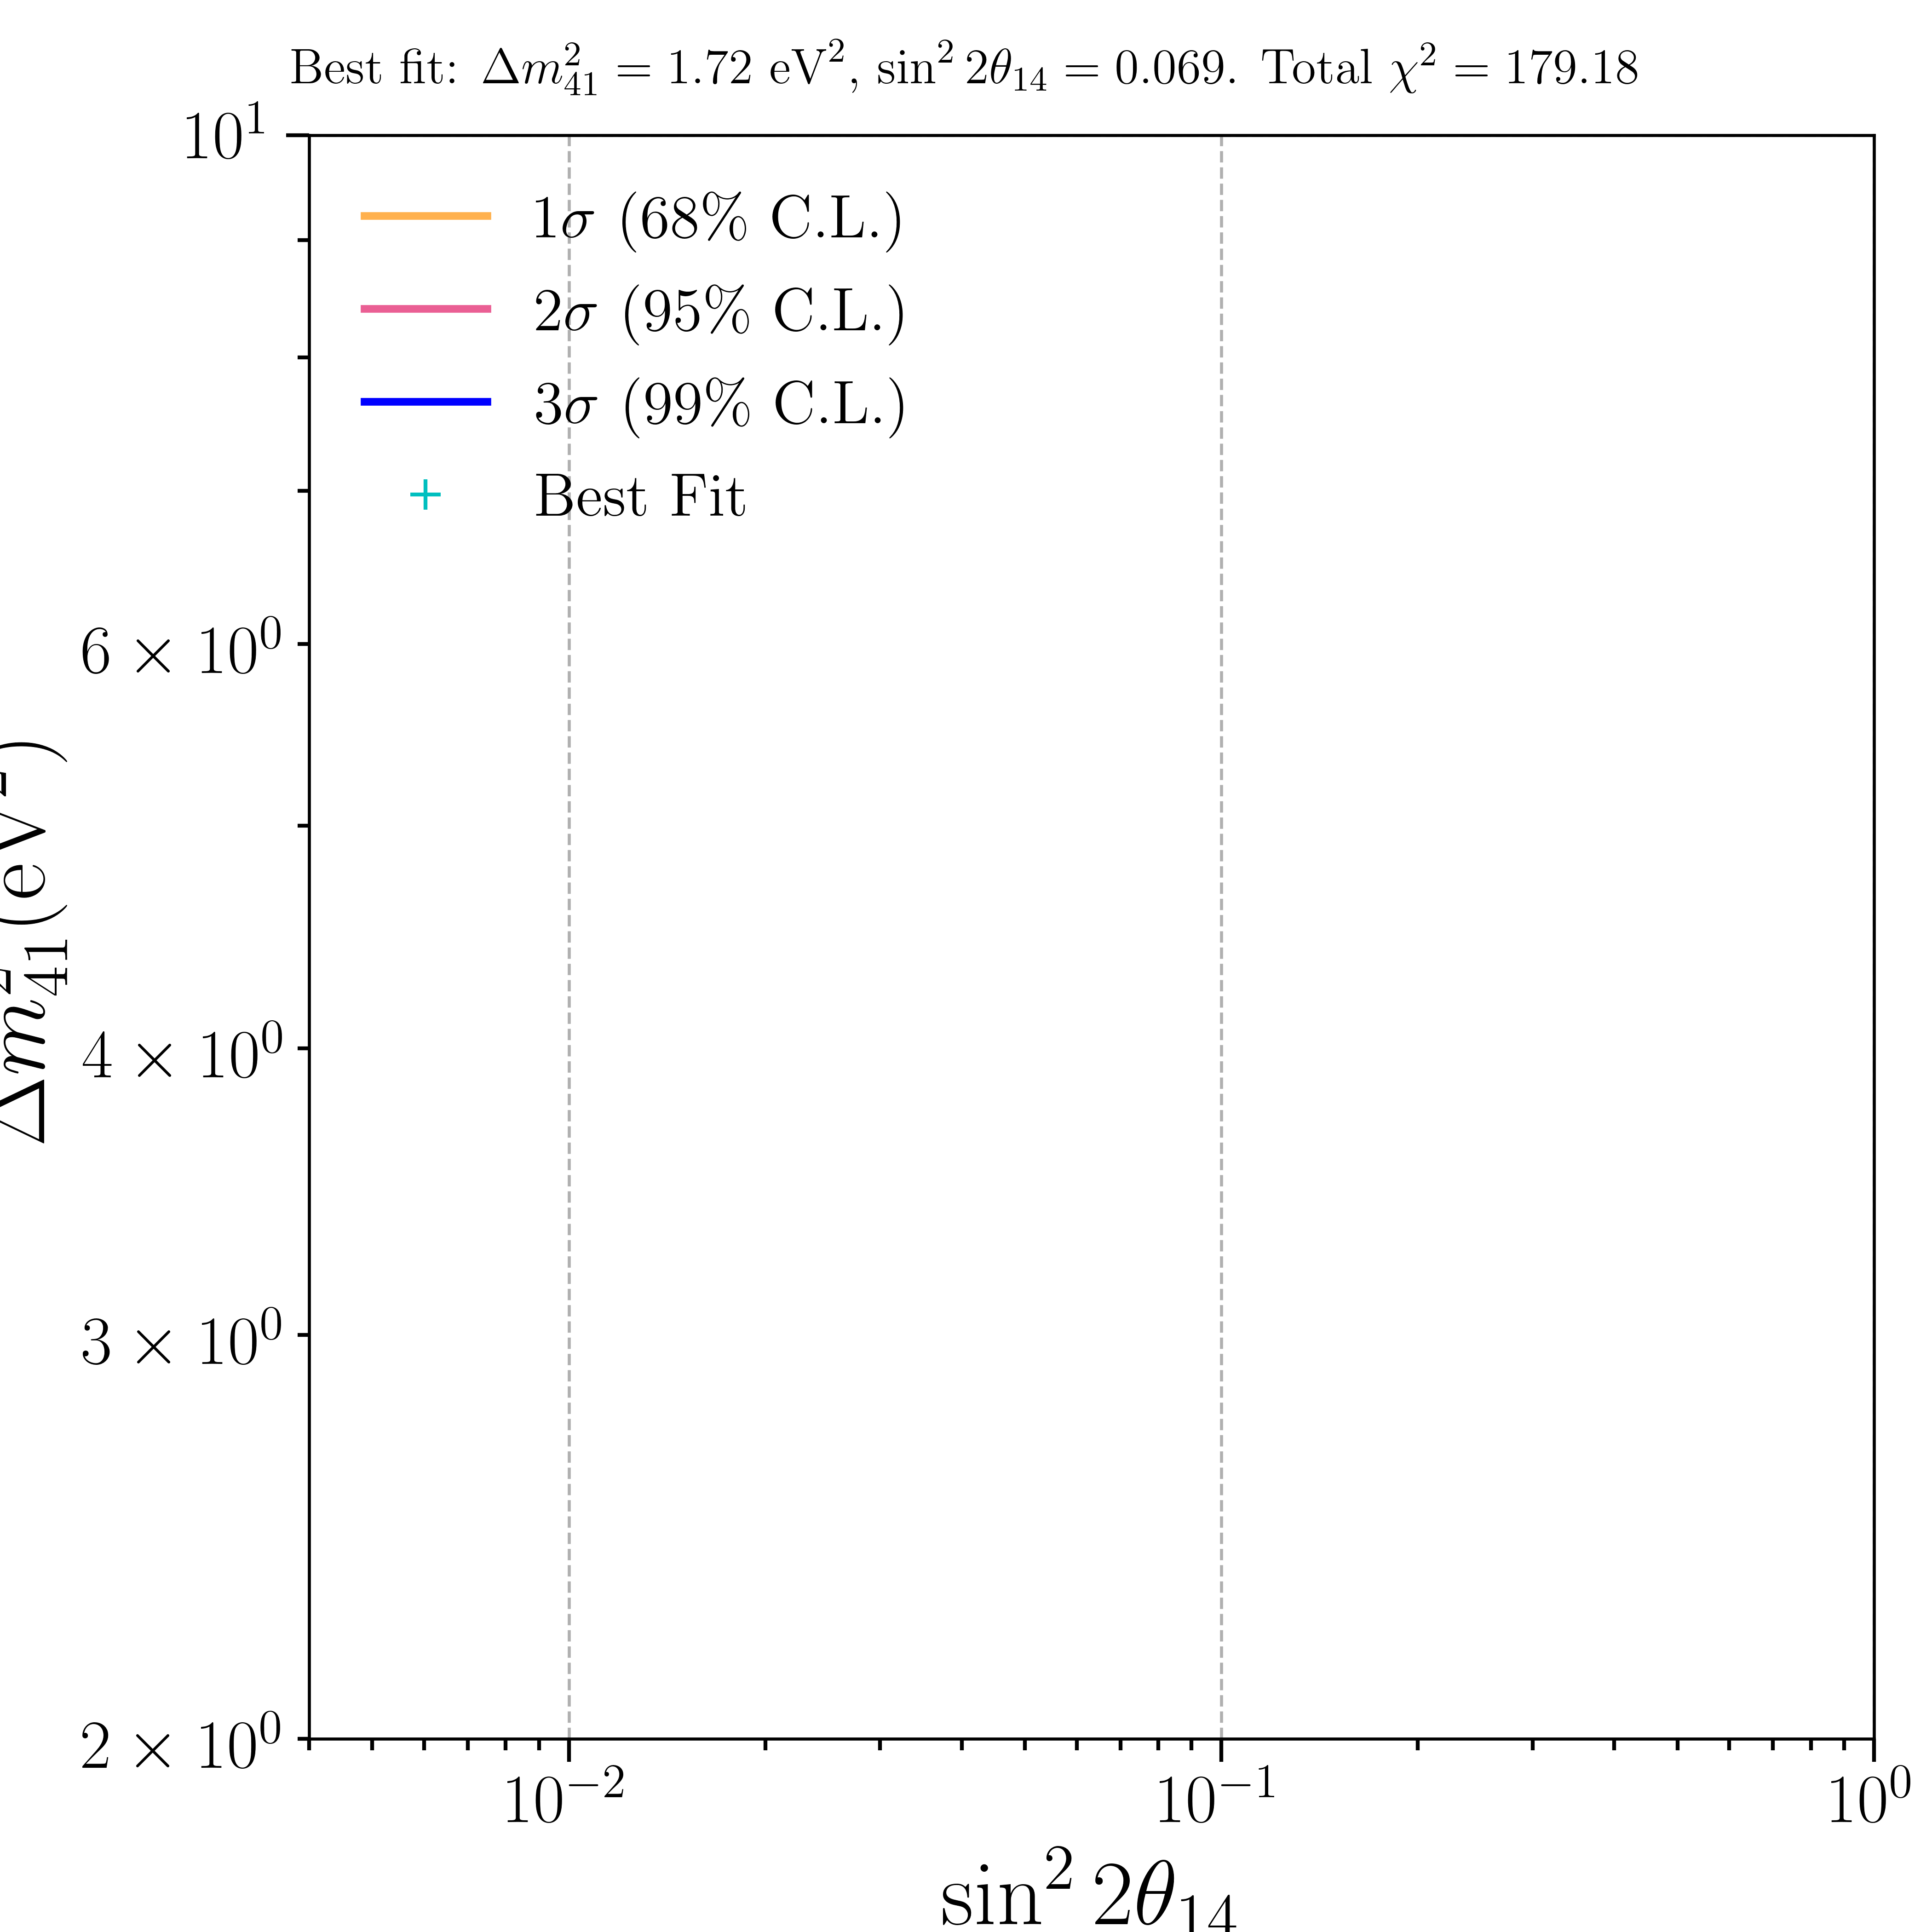 Best fit: Δm²₄₁ = 1.72 eV², sin² 2θ₁₄ = 0.069. Total χ² = 179.18
10¹
1σ (68% C.L.)
2σ (95% C.L.)
3σ (99% C.L.)
Best Fit
6 × 10⁰
4 × 10⁰
3 × 10⁰
2 × 10⁰
Δm²₄₁(eV²)
10⁻²
10⁻¹
10⁰
sin² 2θ₁₄